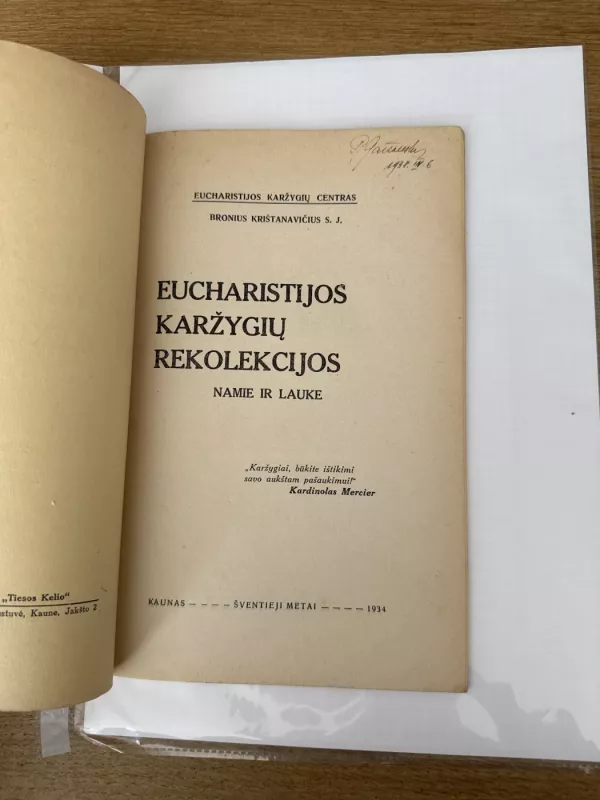 EUCHARISTIJOS KARŽYGIŲ CENTRAS
BRONIUS KRIŠTANAVIČIUS S. J.
EUCHARISTIJOS
KARŽYGIŲ
REKOLEKCIJOS
NAMIE IR LAUKE
„Karžygiai, būkite ištikimi
savo aukštam pašaukimui!“
Kardinolas Mercier
KAUNAS – – – – ŠVENTIEJI METAI – – – – 1934
„Tiesos Kelio“
stuvė, Kaune, Jakšto 2